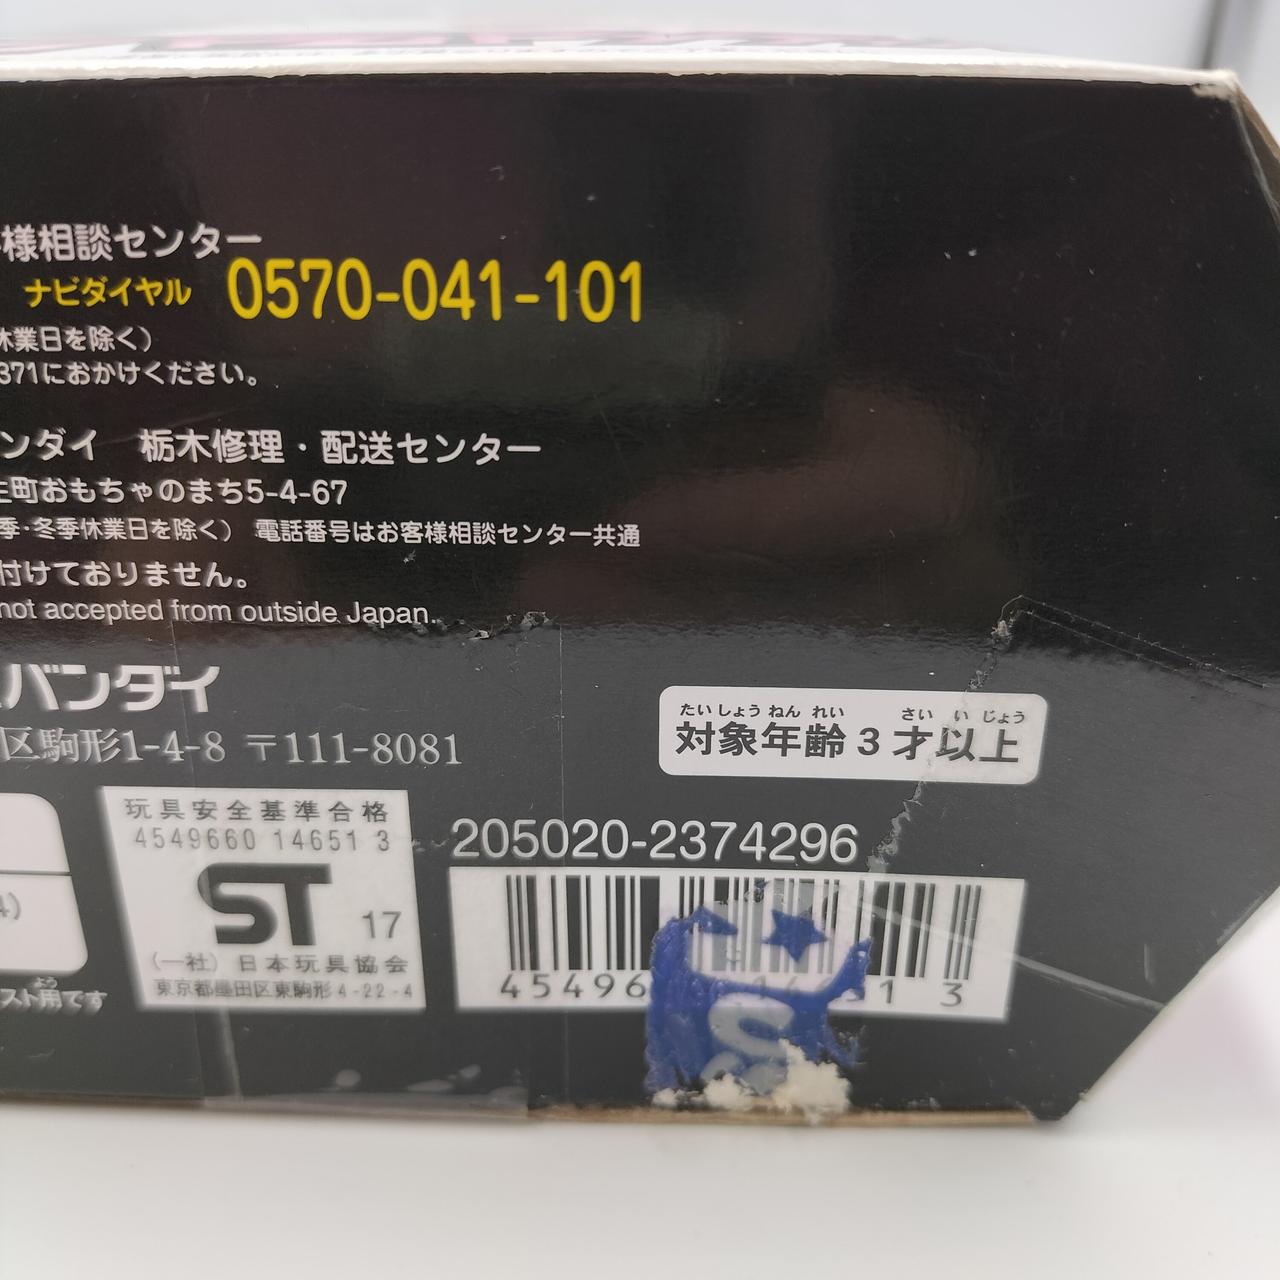 様相談センター
ナビダイヤル 0570-041-101
休業日を除く）
371におかけください。
ンダイ 栃木修理・配送センター
生町おもちゃのまち5-4-67
季・冬季休業日を除く） 電話番号はお客様相談センター共通
付けておりません。
not accepted from outside Japan.
バンダイ
区駒形1-4-8 〒111-8081
たいしょう ねん れい さい い じょう
対象年齢3才以上
玩具安全基準合格
4549660 14651 3
ST 17
（一社）日本玩具協会
東京都墨田区東駒形4-22-4
4)
よう
スト用です
205020-2374296
45496 14651 3
S